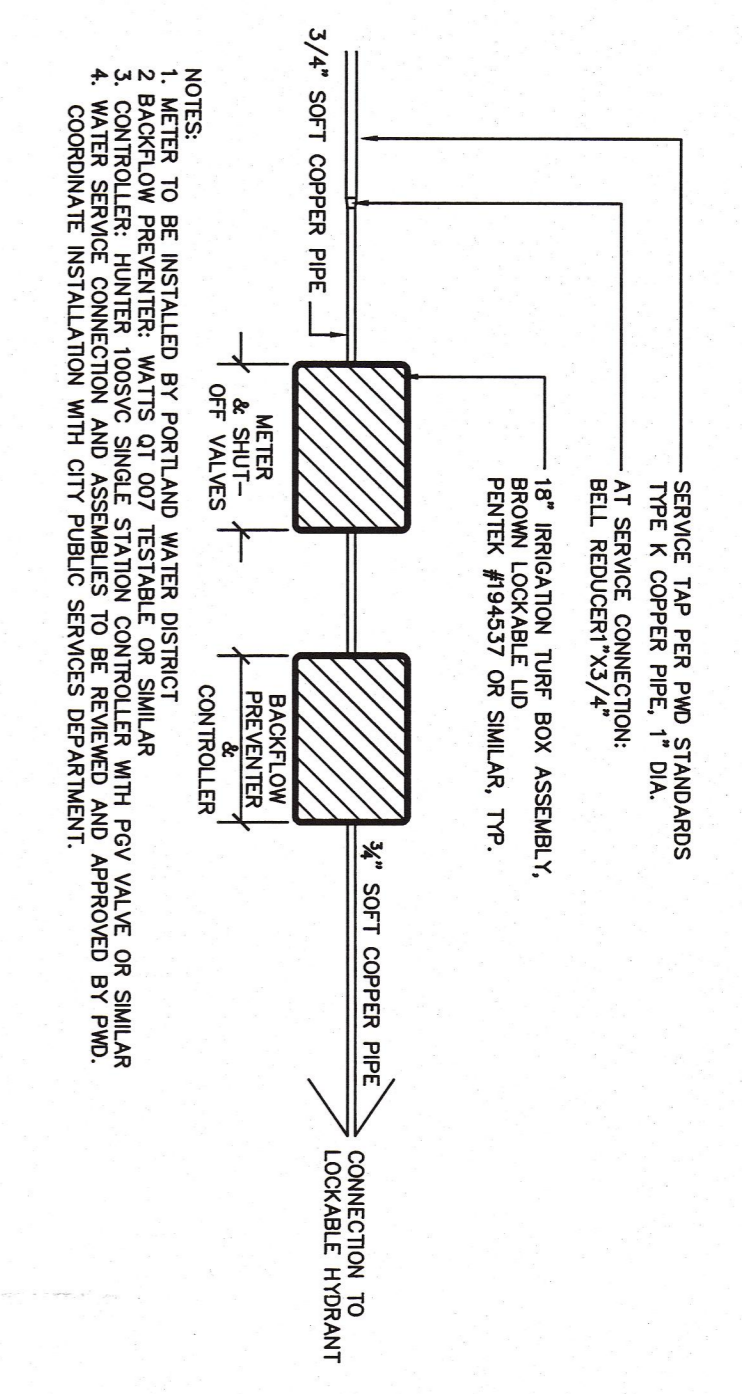 SERVICE TAP PER PWD STANDARDS
TYPE K COPPER PIPE, 1" DIA.
AT SERVICE CONNECTION:
BELL REDUCER1"X3/4"
18" IRRIGATION TURF BOX ASSEMBLY,
BROWN LOCKABLE LID
PENTEK #194537 OR SIMILAR, TYP.
3/4" SOFT COPPER PIPE
3/4" SOFT COPPER PIPE
CONNECTION TO
LOCKABLE HYDRANT
METER
& SHUT-
OFF VALVES
BACKFLOW
PREVENTER
&
CONTROLLER
NOTES:
1. METER TO BE INSTALLED BY PORTLAND WATER DISTRICT
2 BACKFLOW PREVENTER: WATTS QT 007 TESTABLE OR SIMILAR
3. CONTROLLER: HUNTER 100SVC SINGLE STATION CONTROLLER WITH PGV VALVE OR SIMILAR
4. WATER SERVICE CONNECTION AND ASSEMBLIES TO BE REVIEWED AND APPROVED BY PWD.
COORDINATE INSTALLATION WITH CITY PUBLIC SERVICES DEPARTMENT.